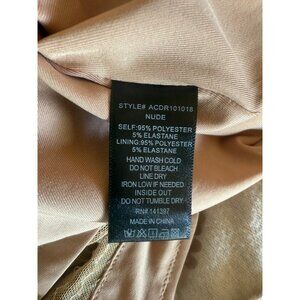 STYLE# ACDR101018
NUDE
SELF:95% POLYESTER
5% ELASTANE
LINING:95% POLYESTER
5% ELASTANE
HAND WASH COLD
DO NOT BLEACH
LINE DRY
IRON LOW IF NEEDED
INSIDE OUT
DO NOT TUMBLE DRY
RN# 141397
MADE IN CHINA